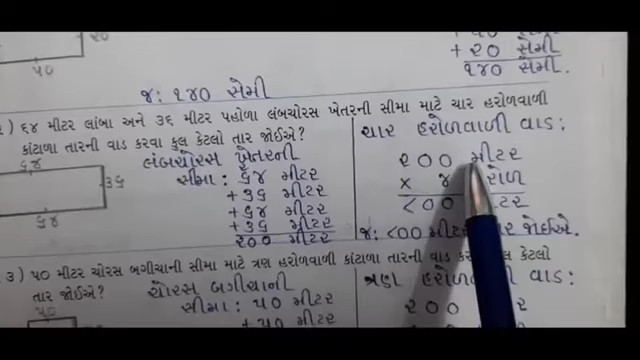 ૨૦
૫૦
+ ૨૦ સેમી
૧૪૦ સેમી.
જ: ૧૪૦ સેમી
૨) ૬૪ મીટર લાંબા અને ૩૬ મીટર પહોળા લંબચોરસ ખેતરની સીમા માટે ચાર હરોળવાળી
કાંટાળા તારની વાડ કરવા કુલ કેટલો તાર જોઈએ?
૬૪
૩૬
૬૪
લંબચોરસ ખેતરની
સીમા : ૬૪ મીટર
+ ૩૬ મીટર
+ ૬૪ મીટર
+ ૩૬ મીટર
૨૦૦ મીટર
ચાર હરોળવાળી વાડ :
૨૦૦ મીટર
x ૪
૮૦૦
જ: ૮૦૦ મીટર તાર જોઈએ.
૩) ૫૦ મીટર ચોરસ બગીચાની સીમા માટે ત્રણ હરોળવાળી કાંટાળા તારની વાડ કુલ કેટલો
તાર જોઈએ?
ચોરસ બગીચાની
સીમા : ૫૦ મીટર
+ ૫૦ મીટર
૫૦
ત્રણ હરોળવાળી વાડ :
૨૦૦